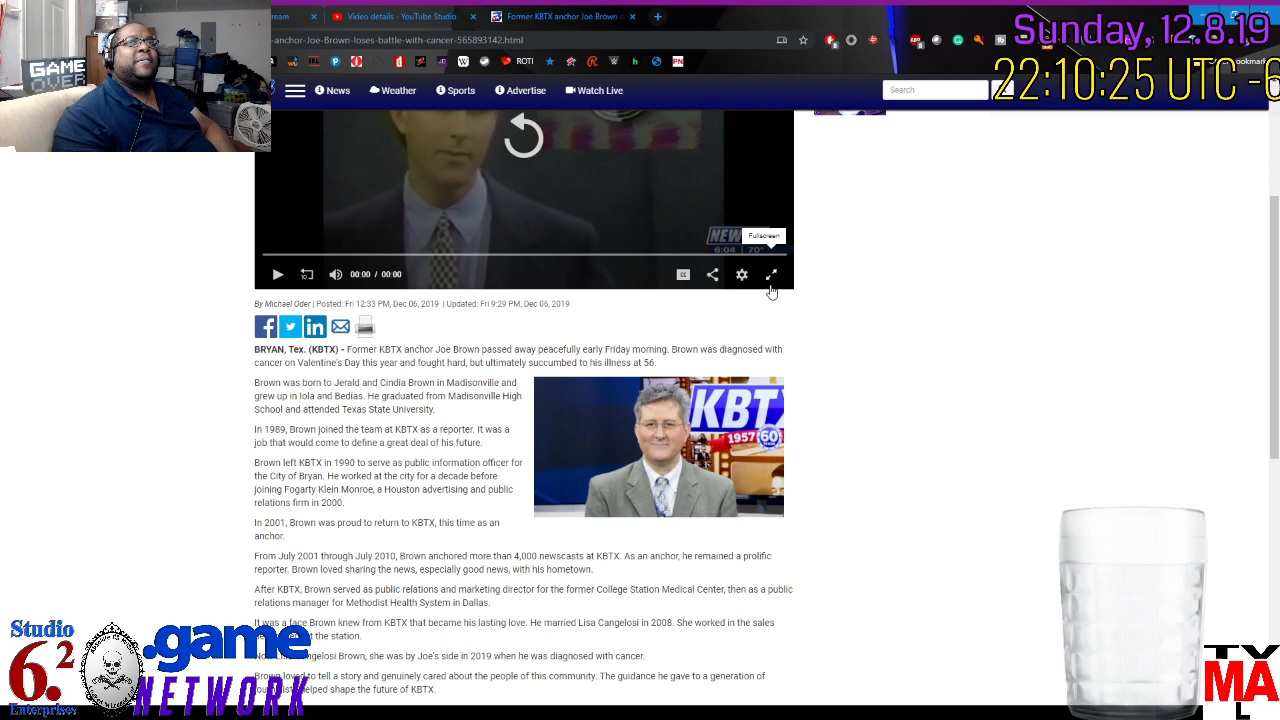 ream
Video details - YouTube Studio
Former KBTX anchor Joe Brown
Sunday, 12.8.19
-anchor-Joe-Brown-loses-battle-with-cancer-565893142.html
22:10:25 UTC -6
ROTI
GAME
OVER
News
Weather
Sports
Advertise
Watch Live
Search
NEW
6:04 70°
Fullscreen
10
00:00 / 00:00
CC
By Michael Oder | Posted: Fri 12:33 PM, Dec 06, 2019 | Updated: Fri 9:29 PM, Dec 06, 2019
BRYAN, Tex. (KBTX) - Former KBTX anchor Joe Brown passed away peacefully early Friday morning. Brown was diagnosed with
cancer on Valentine's Day this year and fought hard, but ultimately succumbed to his illness at 56.
Brown was born to Jerald and Cindia Brown in Madisonville and
grew up in Iola and Bedias. He graduated from Madisonville High
School and attended Texas State University.
In 1989, Brown joined the team at KBTX as a reporter. It was a
job that would come to define a great deal of his future.
Brown left KBTX in 1990 to serve as public information officer for
the City of Bryan. He worked at the city for a decade before
joining Fogarty Klein Monroe, a Houston advertising and public
relations firm in 2000.
In 2001, Brown was proud to return to KBTX, this time as an
anchor.
KBTX
1957 60
From July 2001 through July 2010, Brown anchored more than 4,000 newscasts at KBTX. As an anchor, he remained a prolific
reporter. Brown loved sharing the news, especially good news, with his hometown.
After KBTX, Brown served as public relations and marketing director for the former College Station Medical Center, then as a public
relations manager for Methodist Health System in Dallas.
It was a face Brown knew from KBTX that became his lasting love. He married Lisa Cangelosi in 2008. She worked in the sales
the station.
Cangelosi Brown, she was by Joe's side in 2019 when he was diagnosed with cancer.
Brown loved to tell a story and genuinely cared about the people of this community. The guidance he gave to a generation of
helped shape the future of KBTX.
Studio
6.2
Enterprises
.game
NETWORK
TV
MA
L